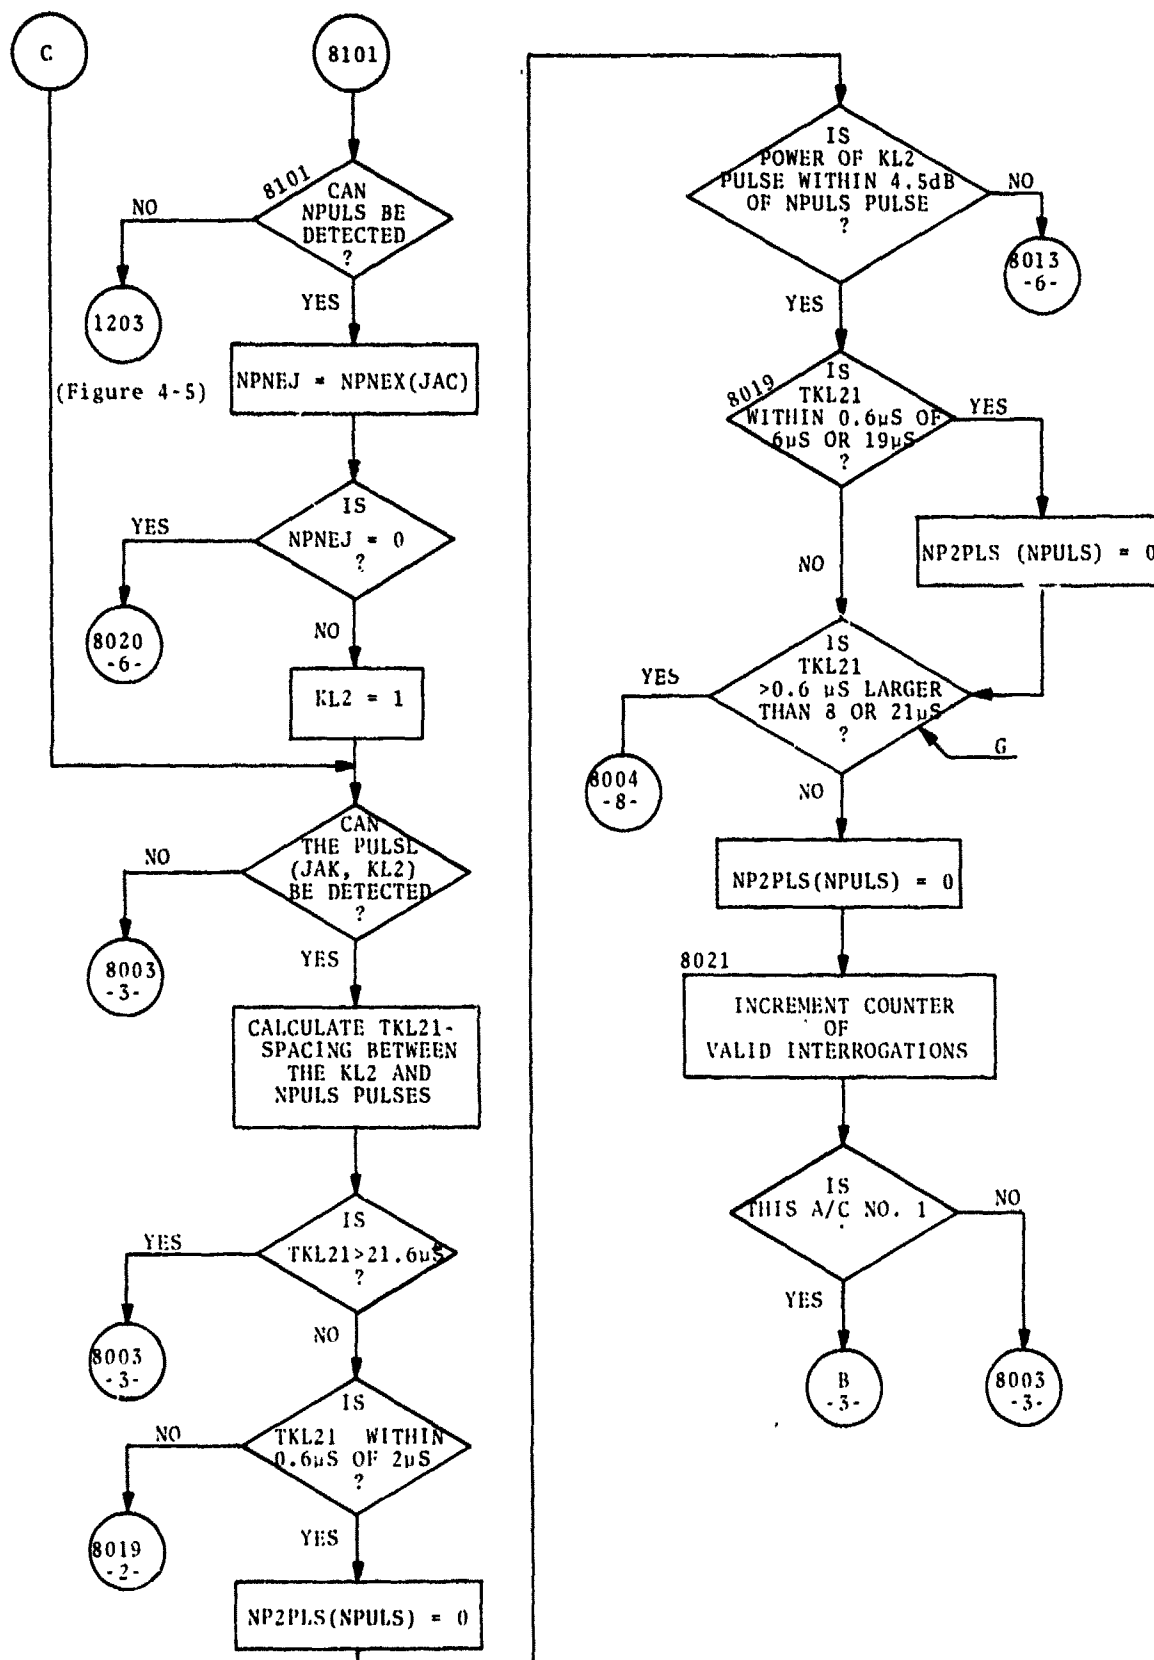 C
8101
8101
CAN
NPULS BE
DETECTED
?
NO
YES
1203
(Figure 4-5)
NPNEJ = NPNEX(JAC)
IS
NPNEJ = 0
?
YES
NO
8020
-6-
KL2 = 1
CAN
THE PULSE
(JAK, KL2)
BE DETECTED
?
NO
YES
8003
-3-
CALCULATE TKL21-
SPACING BETWEEN
THE KL2 AND
NPULS PULSES
IS
TKL21>21.6µS
?
YES
NO
8003
-3-
IS
TKL21 WITHIN
0.6µS OF 2µS
?
NO
YES
8019
-2-
NP2PLS(NPULS) = 0
IS
POWER OF KL2
PULSE WITHIN 4.5dB
OF NPULS PULSE
?
NO
YES
8013
-6-
8019
IS
TKL21
WITHIN 0.6µS OF
6µS OR 19µS
?
YES
NO
NP2PLS (NPULS) = 0
IS
TKL21
>0.6 µS LARGER
THAN 8 OR 21µS
?
YES
G
NO
8004
-8-
NP2PLS(NPULS) = 0
8021
INCREMENT COUNTER
OF
VALID INTERROGATIONS
IS
THIS A/C NO. 1
NO
YES
B
-3-
8003
-3-